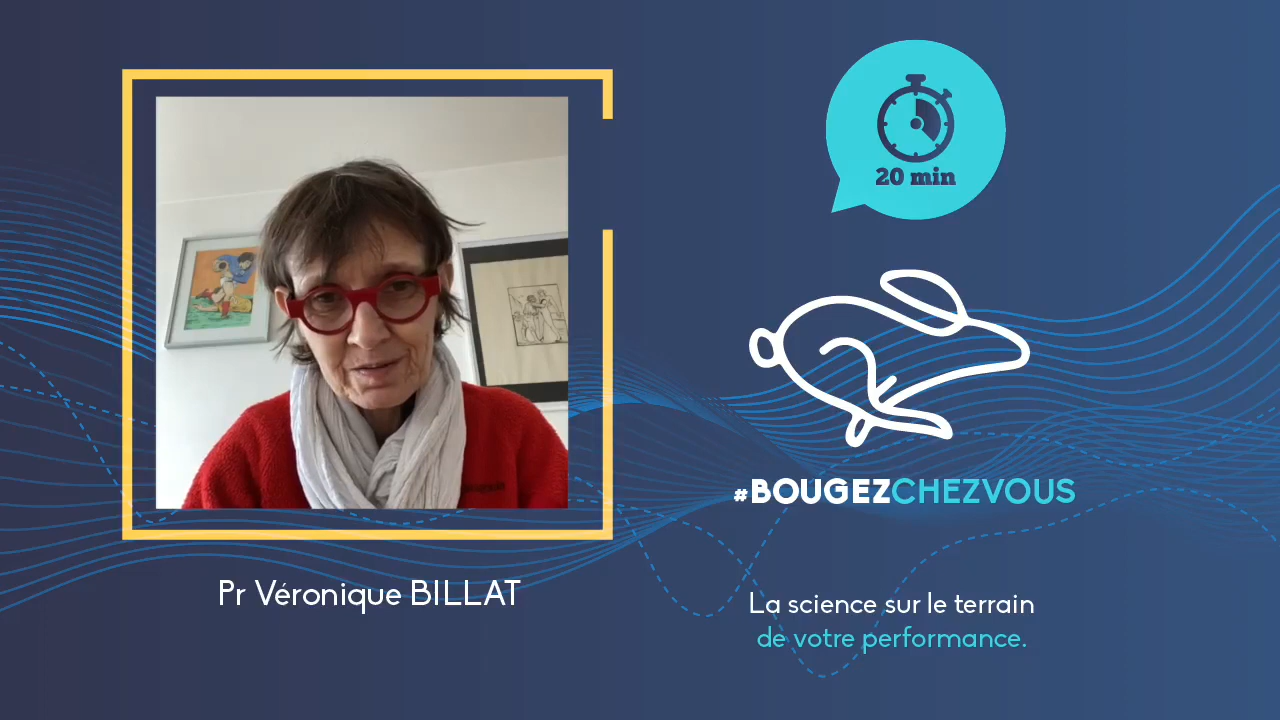 20 min
#BOUGEZCHEZVOUS
Pr Véronique BILLAT
La science sur le terrain
de votre performance.